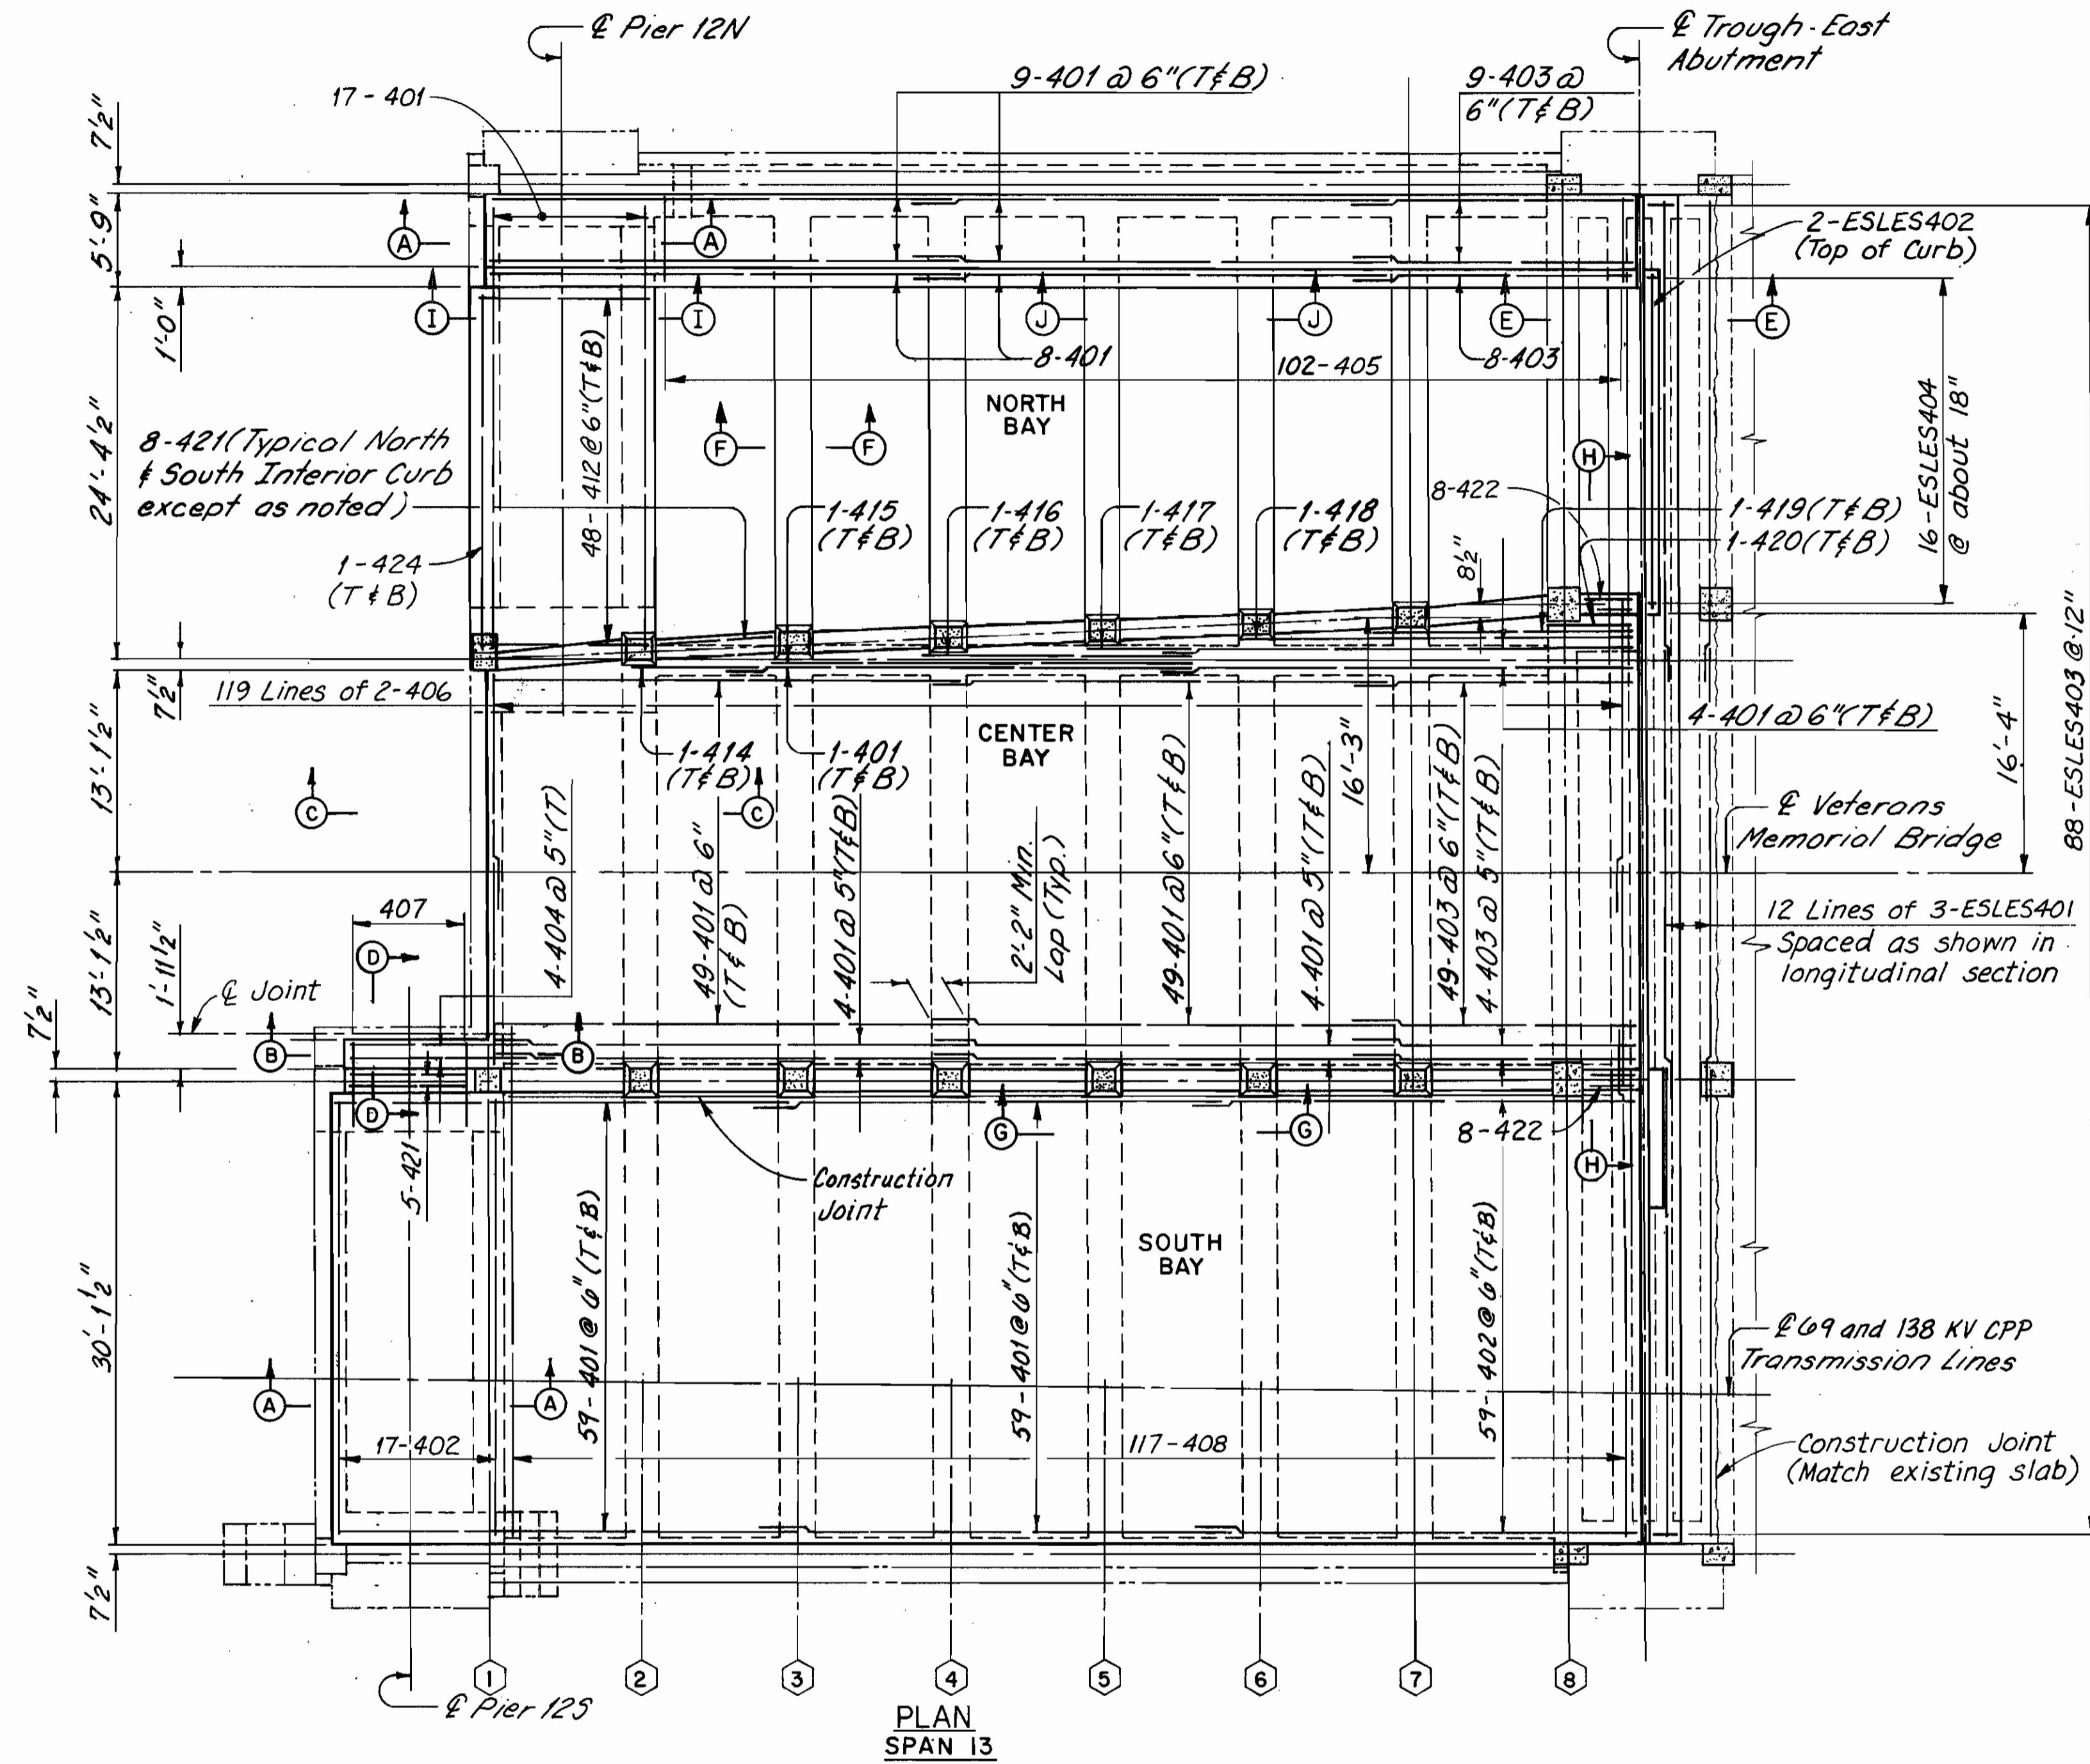 ℄ Pier 12N
℄ Trough-East
Abutment
17-401
9-401 @ 6"(T&B)
9-403 @
6"(T&B)
7½"
5'-9"
1'-0"
24'-4½"
7½"
13'-1½"
13'-1½"
1'-11½"
7½"
30'-1½"
7½"
A
A
I
I
J
J
E
E
2-ESLES402
(Top of Curb)
8-401
102-405
8-403
NORTH
BAY
48-412 @ 6"(T&B)
F
F
H
8-421(Typical North
& South Interior Curb
except as noted)
1-424
(T & B)
1-415
(T&B)
1-416
(T&B)
1-417
(T&B)
1-418
(T&B)
8-422
8½"
1-419(T&B)
1-420(T&B)
16-ESLES404
@ about 18"
88-ESLES403 @ 12"
119 Lines of 2-406
CENTER
BAY
4-401 @ 6"(T&B)
1-414
(T&B)
1-401
(T&B)
C
C
16'-3"
16'-4"
℄ Veterans
Memorial Bridge
4-404 @ 5"(T)
49-401 @ 6"
(T&B)
4-401 @ 5"(T&B)
2'-2" Min.
Lap (Typ.)
49-401 @ 6"(T&B)
4-401 @ 5"(T&B)
49-403 @ 6"(T&B)
4-403 @ 5"(T&B)
407
D
℄ Joint
12 Lines of 3-ESLES401
Spaced as shown in
longitudinal section
B
B
D
G
G
8-422
H
5-421
Construction
Joint
SOUTH
BAY
59-401 @ 6"(T&B)
59-401 @ 6"(T&B)
59-402 @ 6"(T&B)
℄ 69 and 138 KV CPP
Transmission Lines
A
A
17-402
117-408
Construction Joint
(Match existing slab)
1
2
3
4
5
6
7
8
℄ Pier 12S
PLAN
SPAN 13